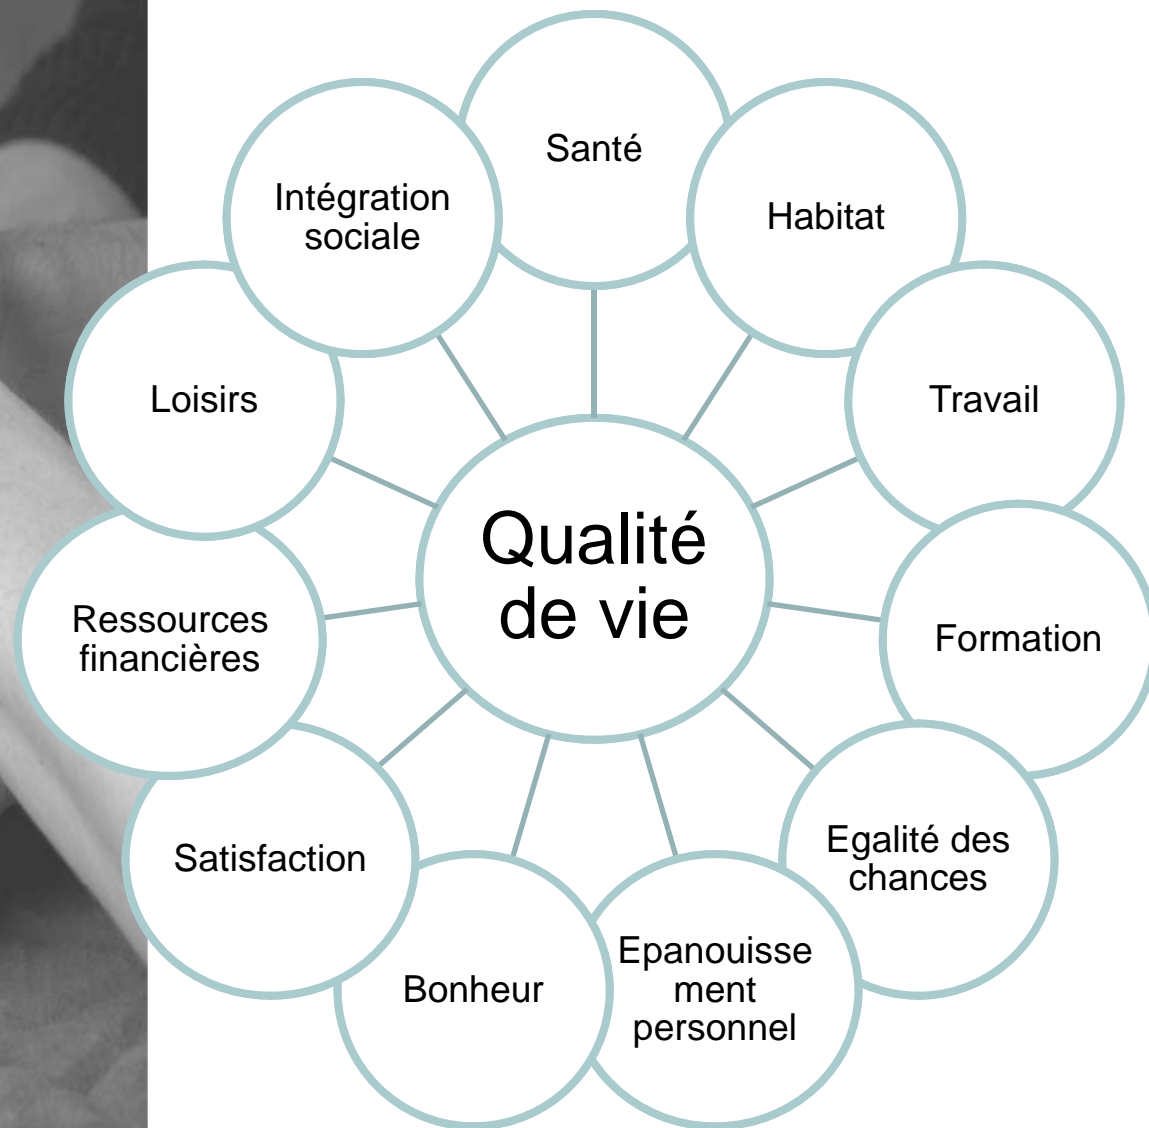 Santé
Habitat
Travail
Formation
Egalité des
chances
Epanouisse
ment
personnel
Bonheur
Satisfaction
Ressources
financières
Loisirs
Intégration
sociale
Qualité
de vie